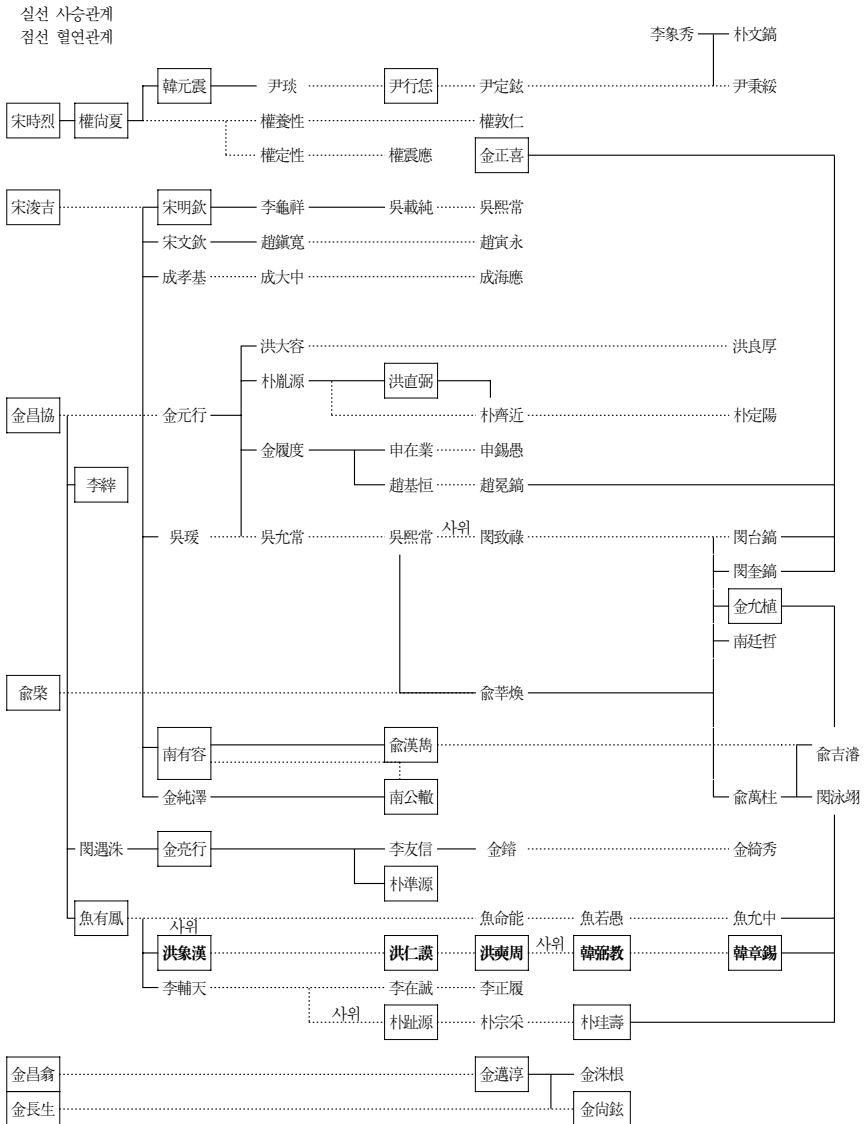 실선 사승관계
점선 혈연관계
李象秀 朴文鎬
韓元震 尹琰 尹行恁 尹定鉉 尹秉綏
宋時烈 權尙夏 權養性 權敦仁
權定性 權震應 金正喜
宋浚吉 宋明欽 李龜祥 吳載純 吳熙常
宋文欽 趙鎭寬 趙寅永
成孝基 成大中 成海應
洪大容 洪良厚
朴胤源 洪直弼
金昌協 金元行 朴齊近 朴定陽
金履度 申在業 申錫愚
李縡 趙基恒 趙冕鎬
사위
吳瑗 吳允常 吳熙常 閔致祿 閔台鎬
閔奎鎬
金允植
南廷哲
兪棨 兪莘煥
南有容 兪漢雋 兪吉濬
金純澤 南公轍 兪萬柱 閔泳翊
閔遇洙 金亮行 李友信 金鎔 金綺秀
朴準源
魚有鳳 魚命能 魚若愚 魚允中
사위 사위
洪象漢 洪仁謨 洪奭周 韓弼教 韓章錫
李輔天 李在誠 李正履
사위 朴趾源 朴宗采 朴珪壽
金昌翕 金邁淳 金洙根
金長生 金尙鉉